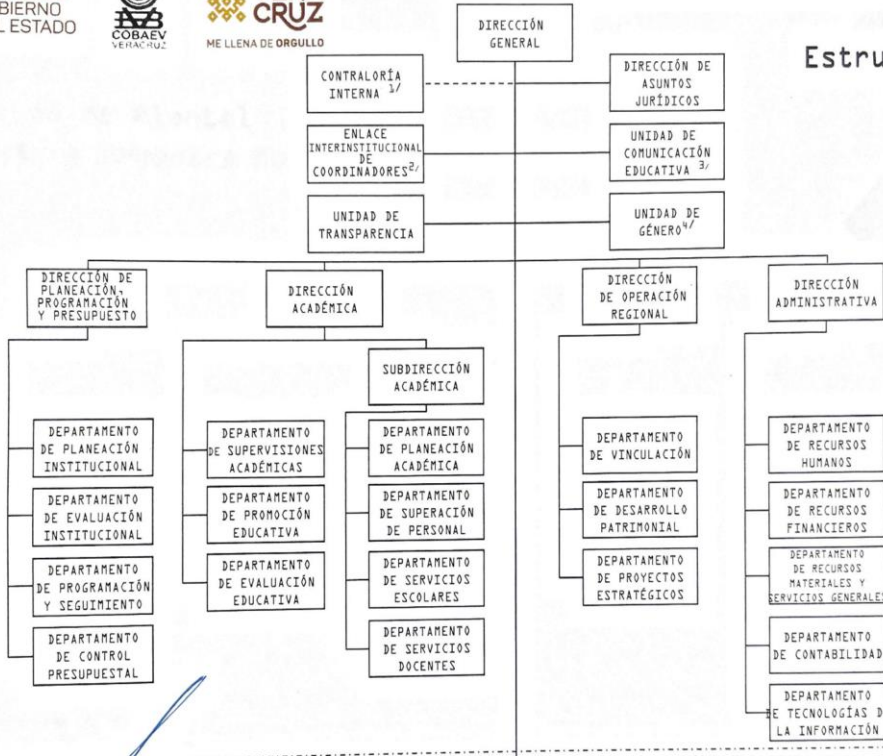 BIERNO
L ESTADO
COBAEV
VERACRUZ
CRUZ
ME LLENA DE ORGULLO
Estru
DIRECCIÓN
GENERAL
CONTRALORÍA
INTERNA 1/
DIRECCIÓN DE
ASUNTOS
JURÍDICOS
ENLACE
INTERINSTITUCIONAL
DE
COORDINADORES 2/
UNIDAD DE
COMUNICACIÓN
EDUCATIVA 3/
UNIDAD DE
TRANSPARENCIA
UNIDAD DE
GÉNERO 4/
DIRECCIÓN DE
PLANEACIÓN,
PROGRAMACIÓN
Y PRESUPUESTO
DIRECCIÓN
ACADÉMICA
DIRECCIÓN
DE OPERACIÓN
REGIONAL
DIRECCIÓN
ADMINISTRATIVA
SUBDIRECCIÓN
ACADÉMICA
DEPARTAMENTO
DE PLANEACIÓN
INSTITUCIONAL
DEPARTAMENTO
DE EVALUACIÓN
INSTITUCIONAL
DEPARTAMENTO
DE PROGRAMACIÓN
Y SEGUIMIENTO
DEPARTAMENTO
DE CONTROL
PRESUPUESTAL
DEPARTAMENTO
DE SUPERVISIONES
ACADÉMICAS
DEPARTAMENTO
DE PROMOCIÓN
EDUCATIVA
DEPARTAMENTO
DE EVALUACIÓN
EDUCATIVA
DEPARTAMENTO
DE PLANEACIÓN
ACADÉMICA
DEPARTAMENTO
DE SUPERACIÓN
DE PERSONAL
DEPARTAMENTO
DE SERVICIOS
ESCOLARES
DEPARTAMENTO
DE SERVICIOS
DOCENTES
DEPARTAMENTO
DE VINCULACIÓN
DEPARTAMENTO
DE DESARROLLO
PATRIMONIAL
DEPARTAMENTO
DE PROYECTOS
ESTRATÉGICOS
DEPARTAMENTO
DE RECURSOS
HUMANOS
DEPARTAMENTO
DE RECURSOS
FINANCIEROS
DEPARTAMENTO
DE RECURSOS
MATERIALES Y
SERVICIOS GENERALES
DEPARTAMENTO
DE CONTABILIDAD
DEPARTAMENTO
DE TECNOLOGÍAS D
LA INFORMACIÓN